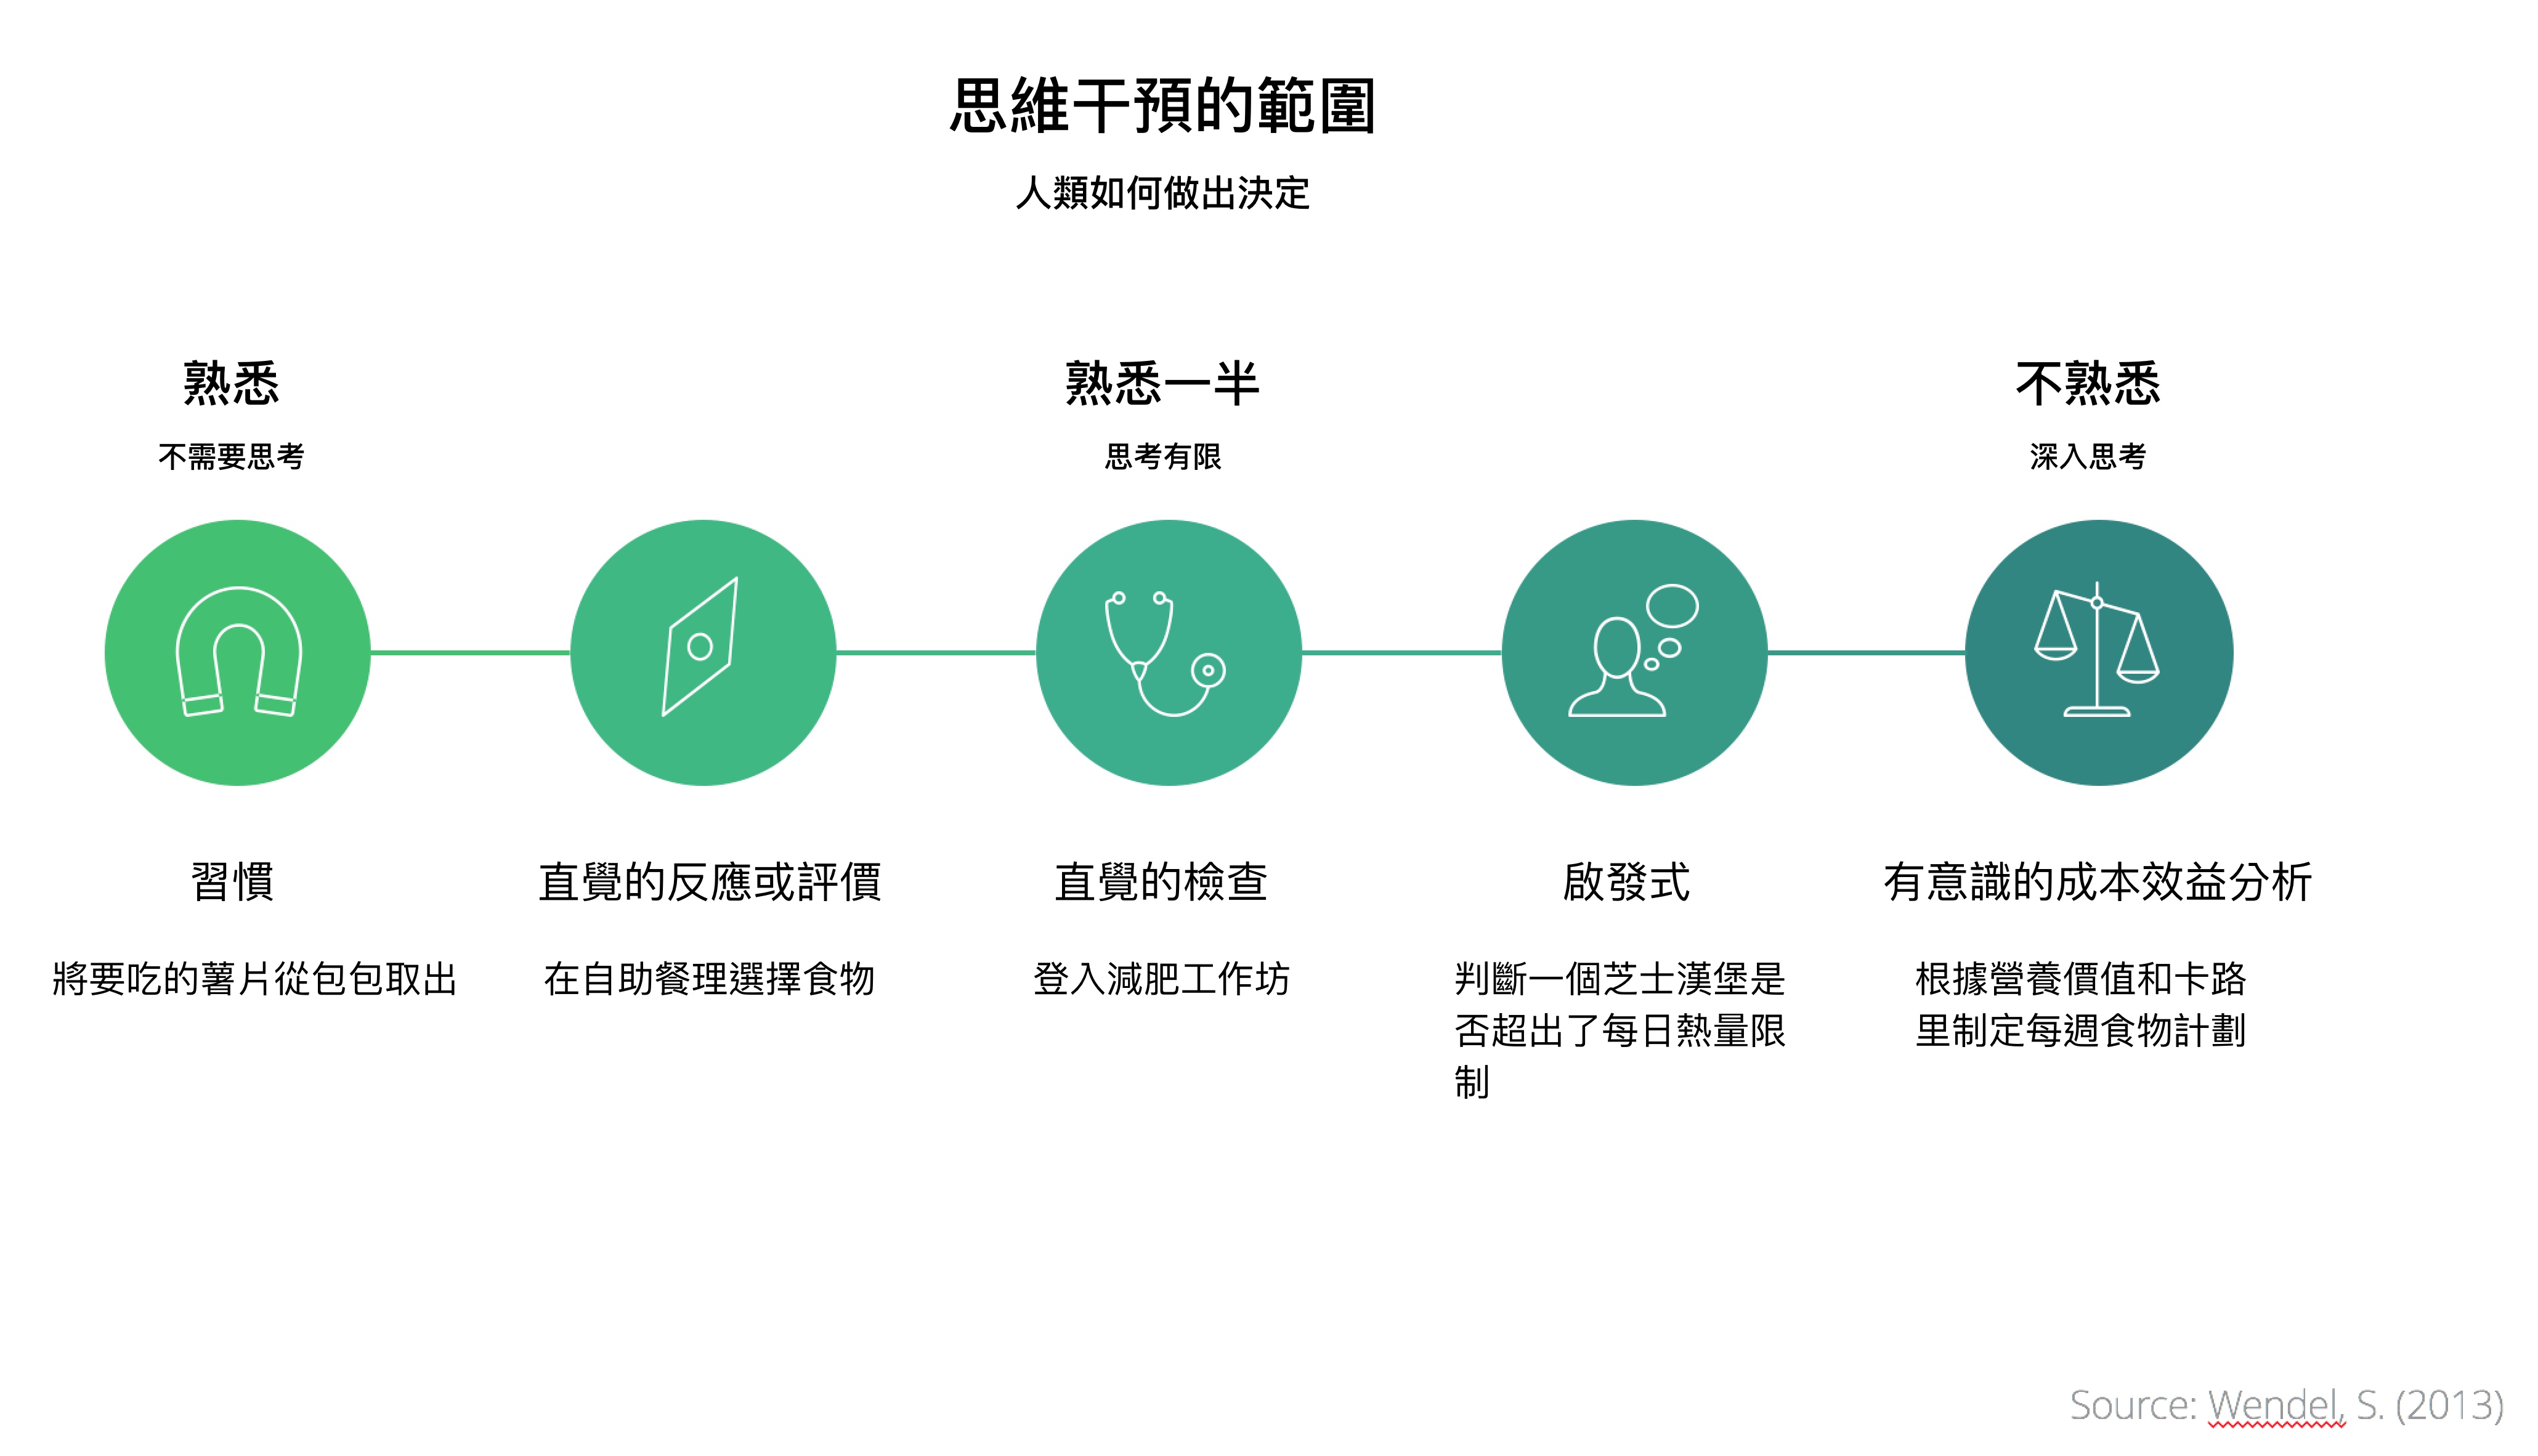 思維干預的範圍
人類如何做出決定
熟悉
不需要思考
熟悉一半
思考有限
不熟悉
深入思考
習慣
將要吃的薯片從包包取出
直覺的反應或評價
在自助餐理選擇食物
直覺的檢查
登入減肥工作坊
啟發式
判斷一個芝士漢堡是
否超出了每日熱量限
制
有意識的成本效益分析
根據營養價值和卡路
里制定每週食物計劃
Source: Wendel, S. (2013)